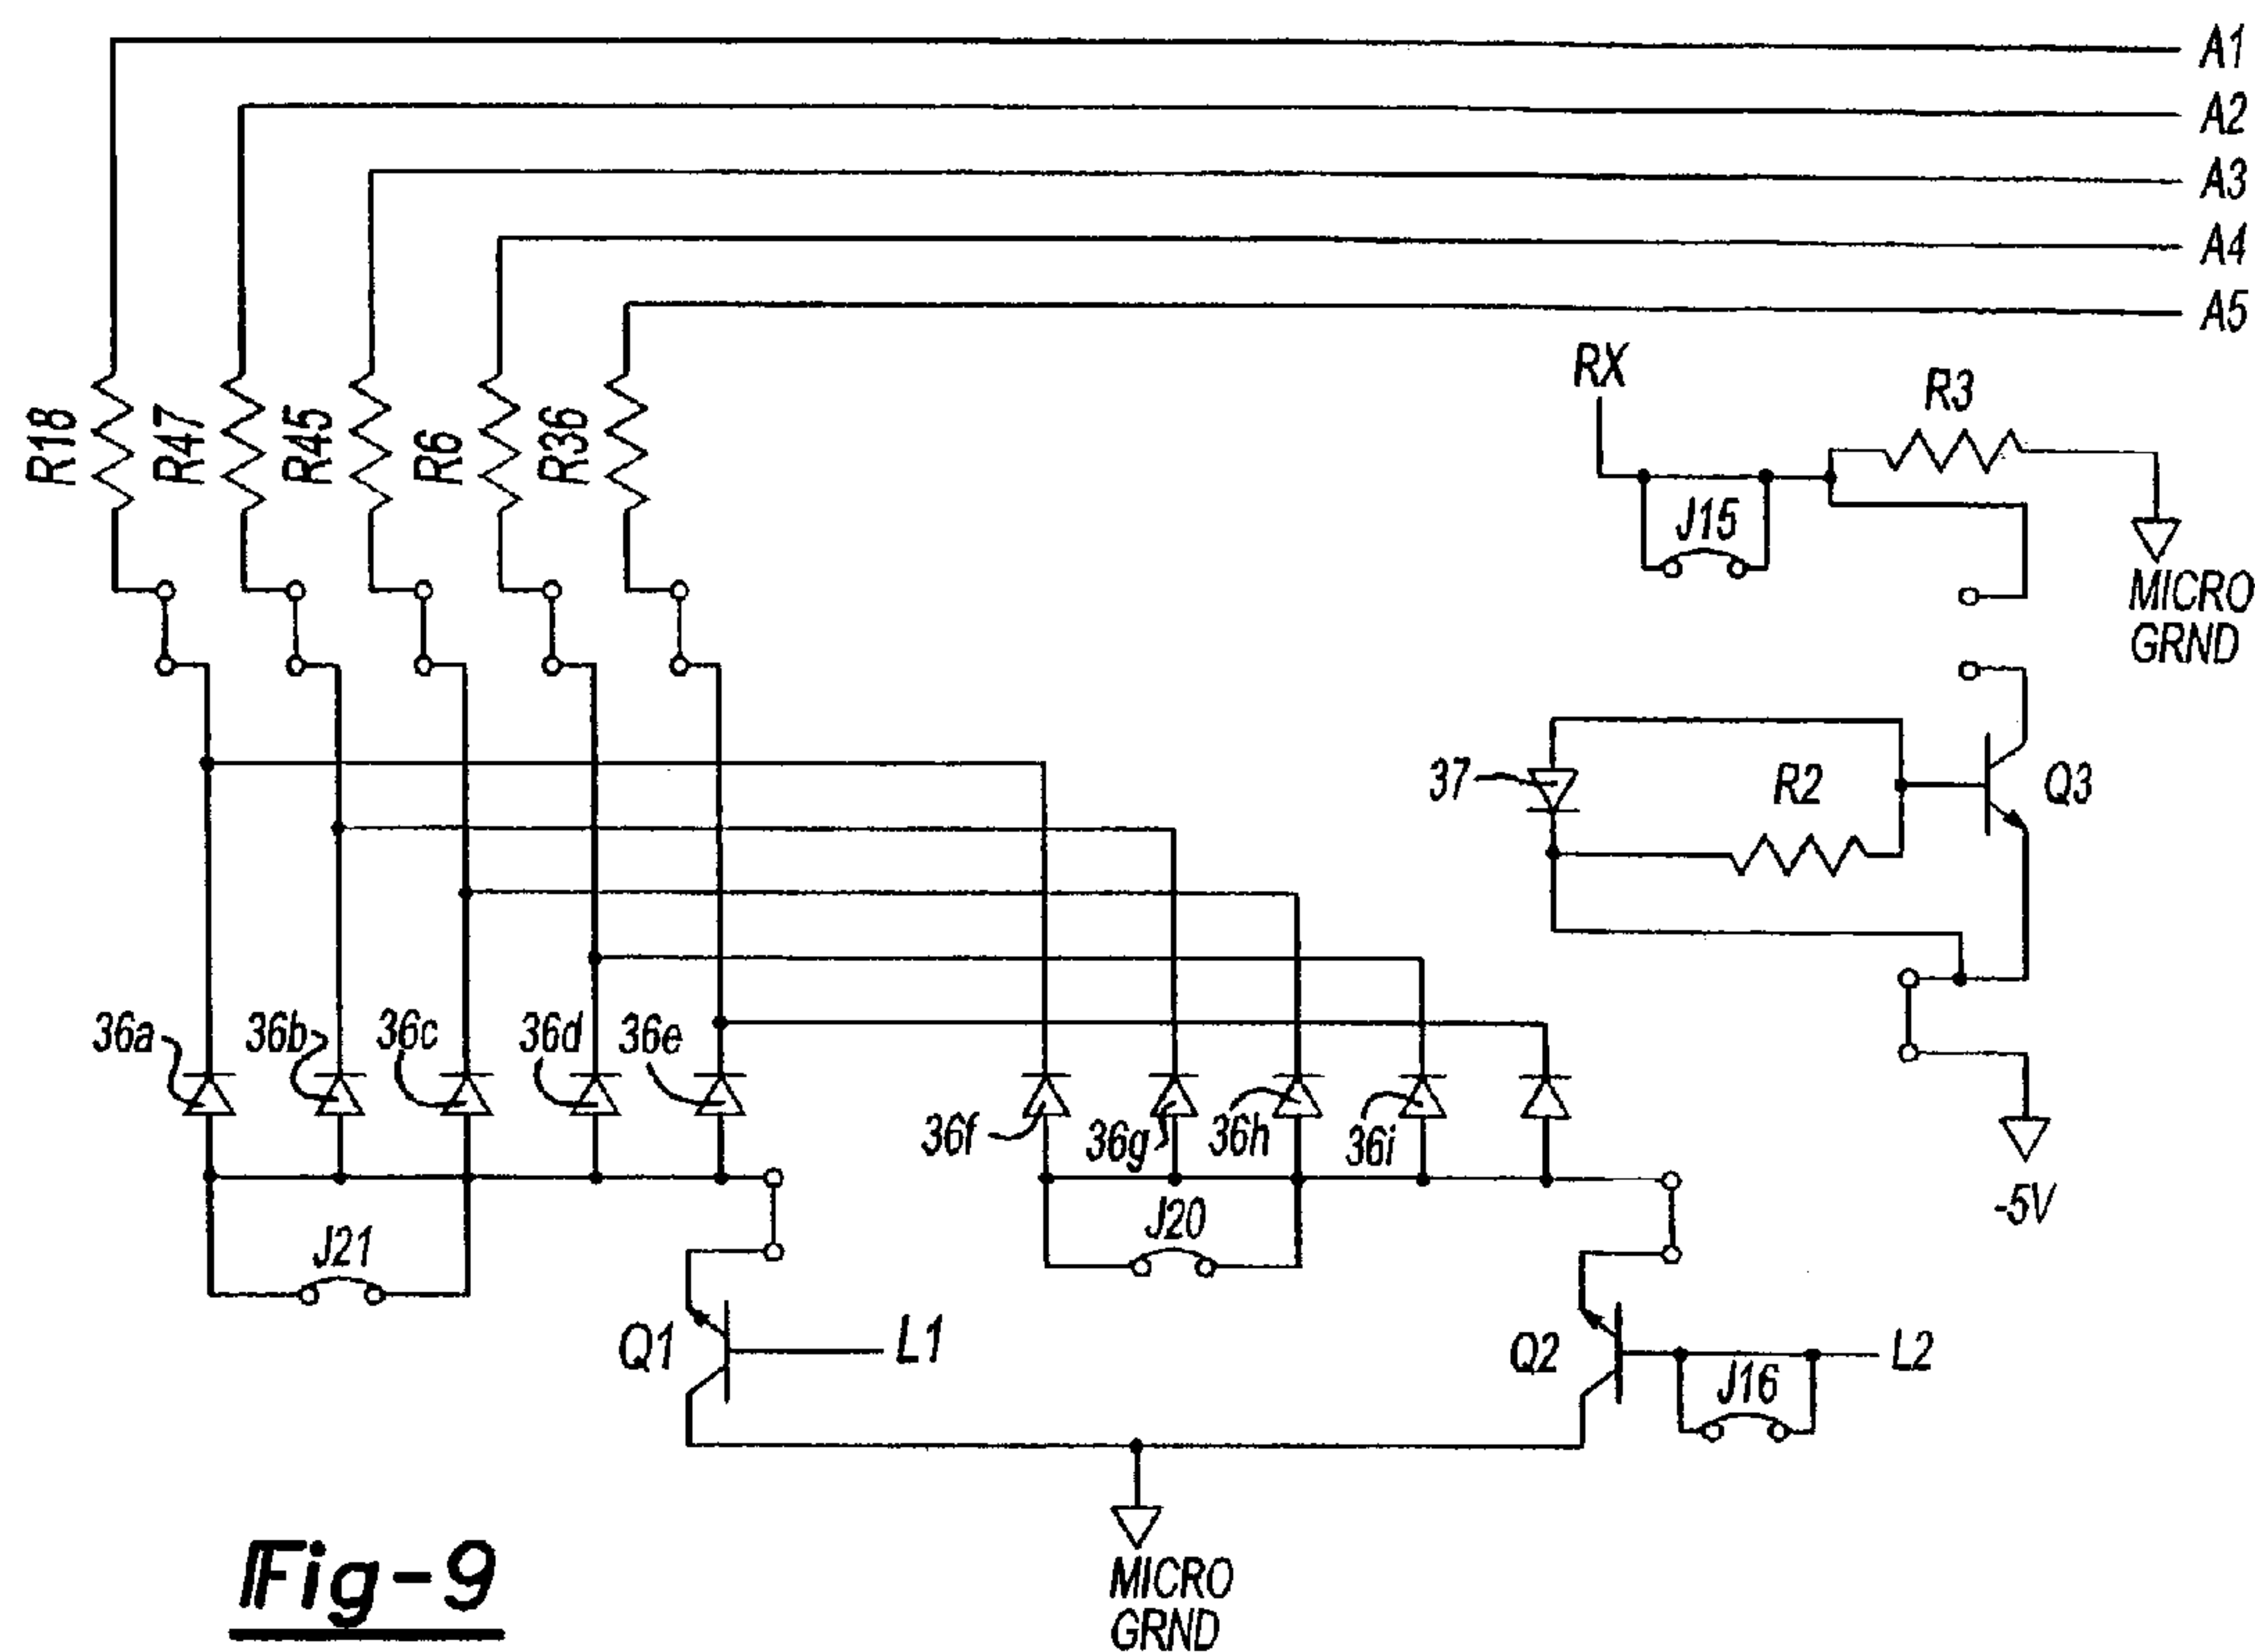 A1
A2
A3
A4
A5
RX
R3
R18
R47
R45
R6
R36
J15
MICRO
GRND
37
R2
Q3
36a
36b
36c
36d
36e
36f
36g
36h
36i
-5V
J21
J20
Q1
L1
Q2
J16
L2
MICRO
GRND
Fig-9